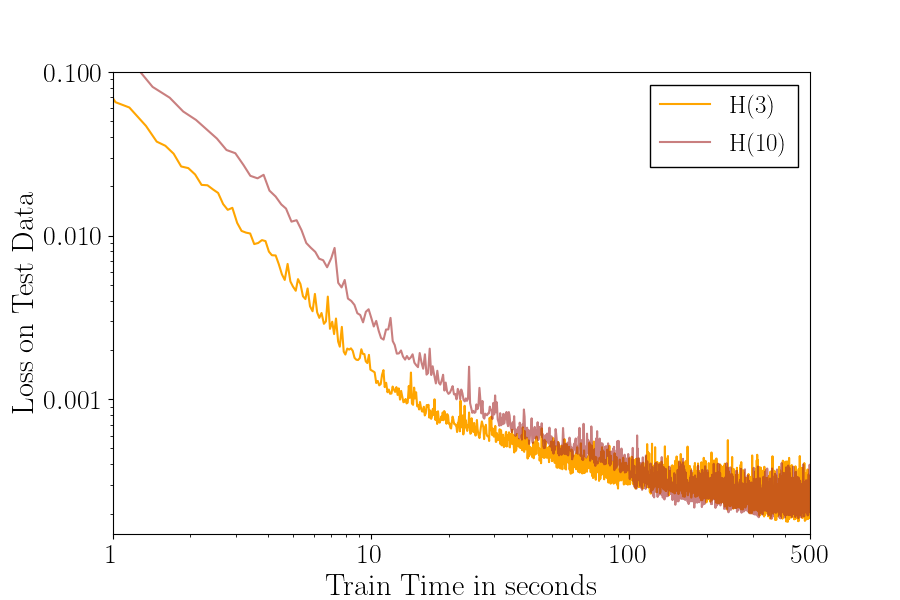 0.100
0.010
0.001
Loss on Test Data
H(3)
H(10)
1
10
100
500
Train Time in seconds